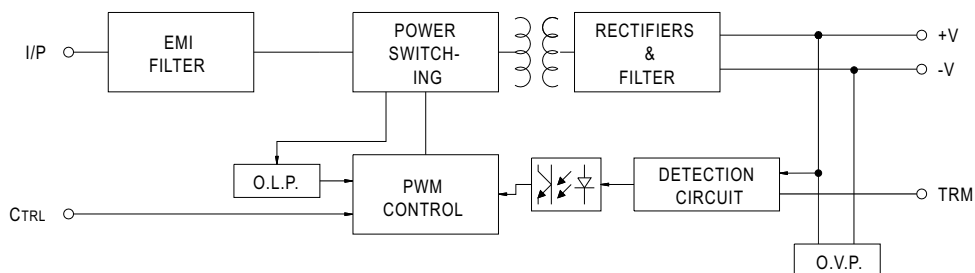 I/P
EMI
FILTER
POWER
SWITCH-
ING
RECTIFIERS
&
FILTER
+V
-V
O.L.P.
PWM
CONTROL
DETECTION
CIRCUIT
TRM
CTRL
O.V.P.